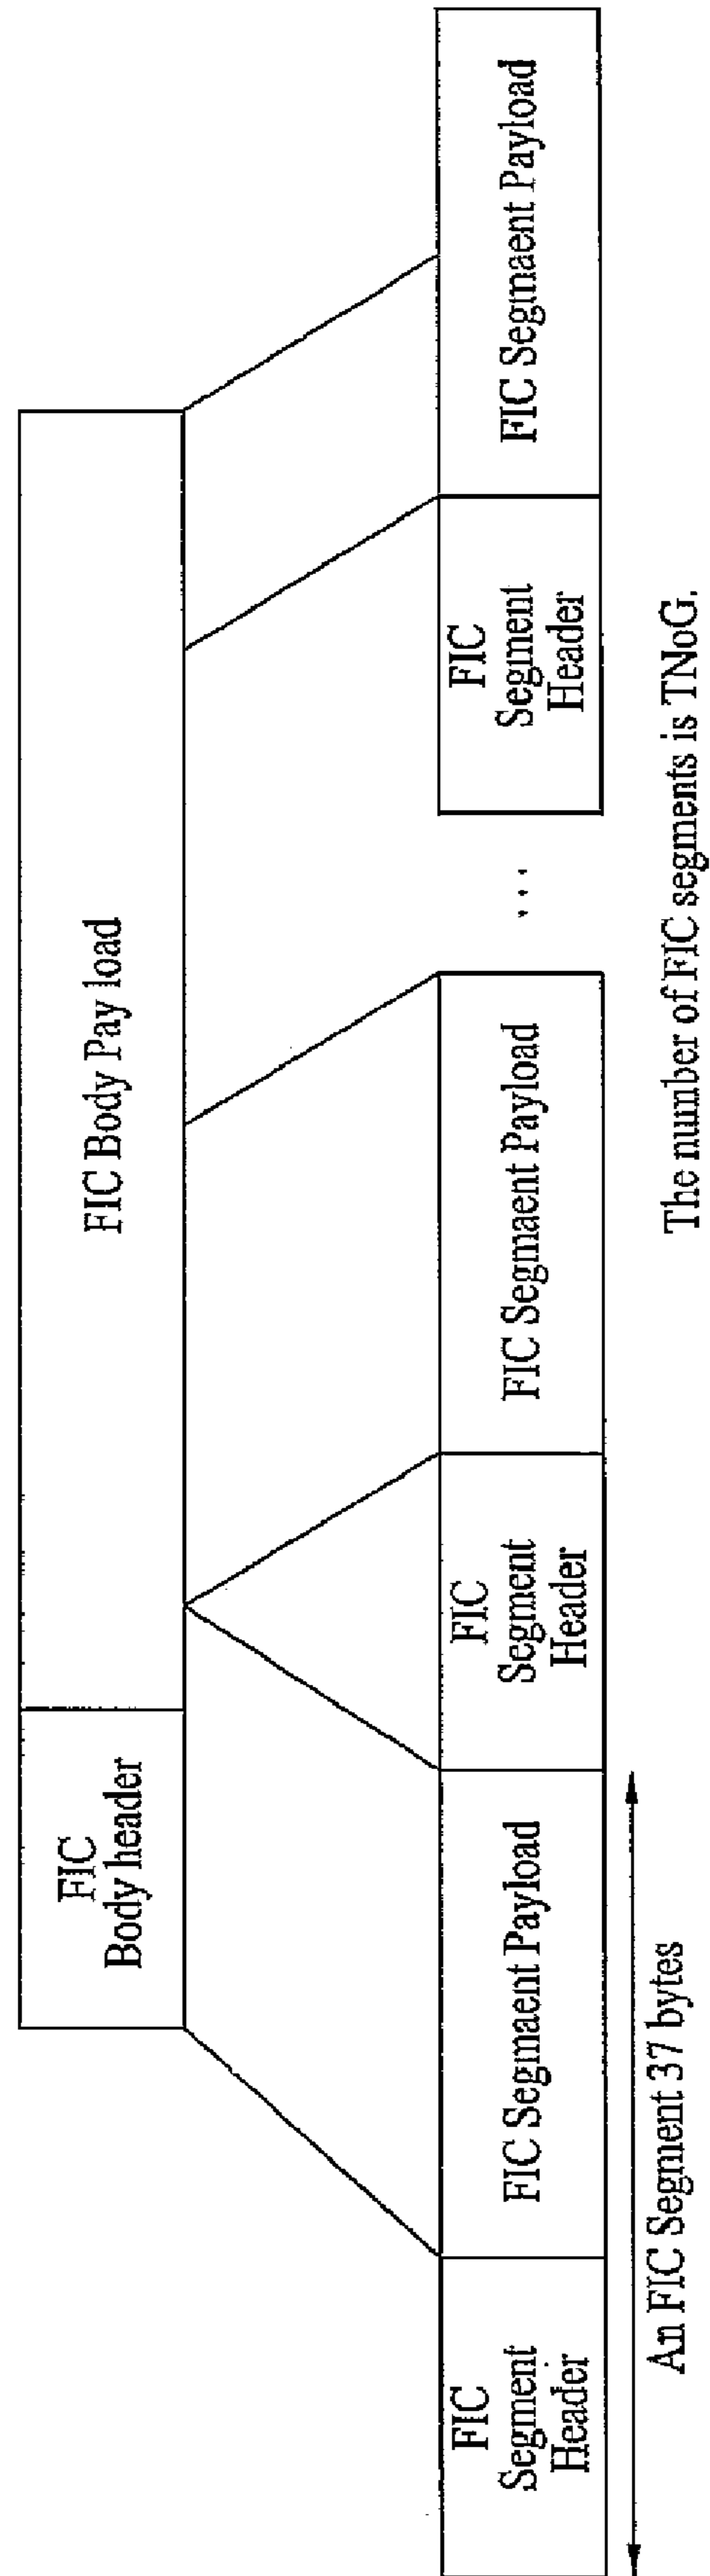 FIC
Body header
FIC Body Pay load
FIC
Segment
Header
FIC Segmaent Payload
FIC
Segment
Header
FIC Segmaent Payload
...
FIC
Segment
Header
FIC Segmaent Payload
An FIC Segment 37 bytes
The number of FIC segments is TNoG.